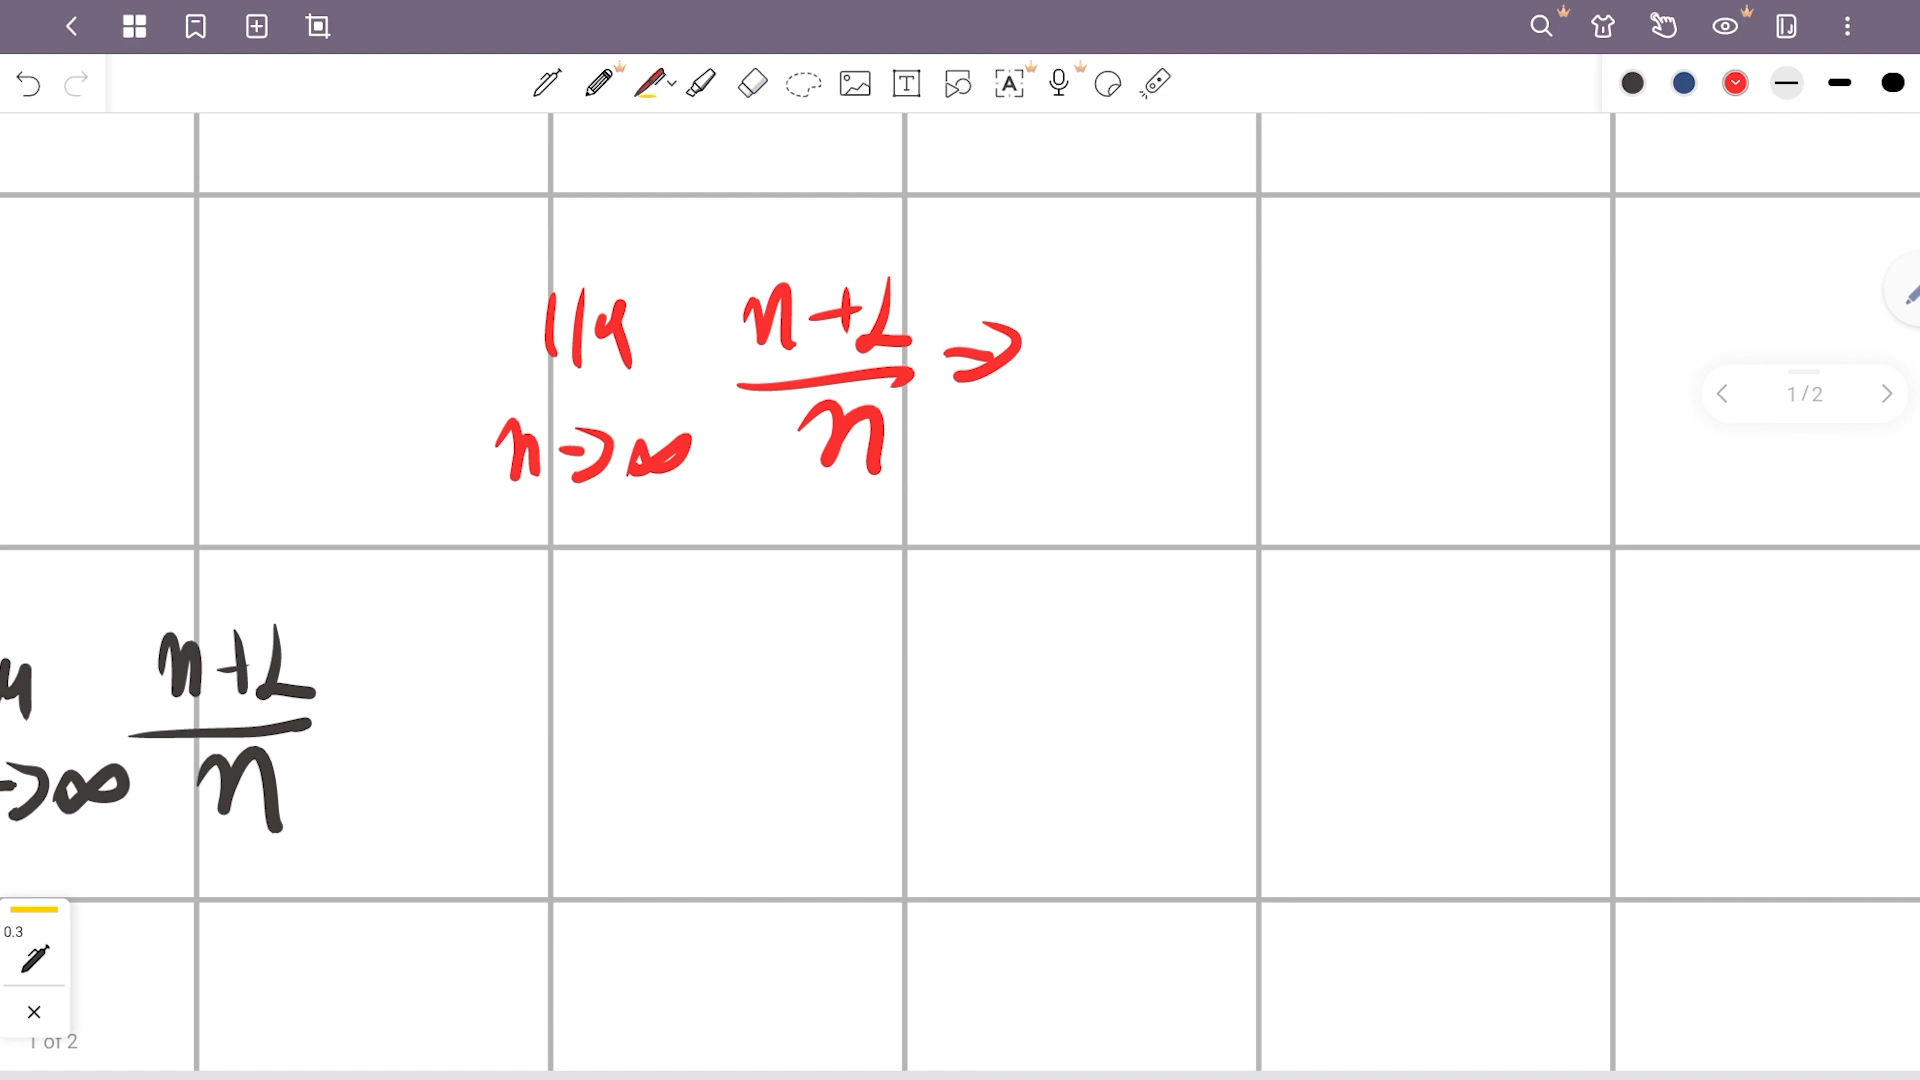 lim n+1 →
n→∞ n
n+1
→∞ n
1/2
0.3
1 of 2